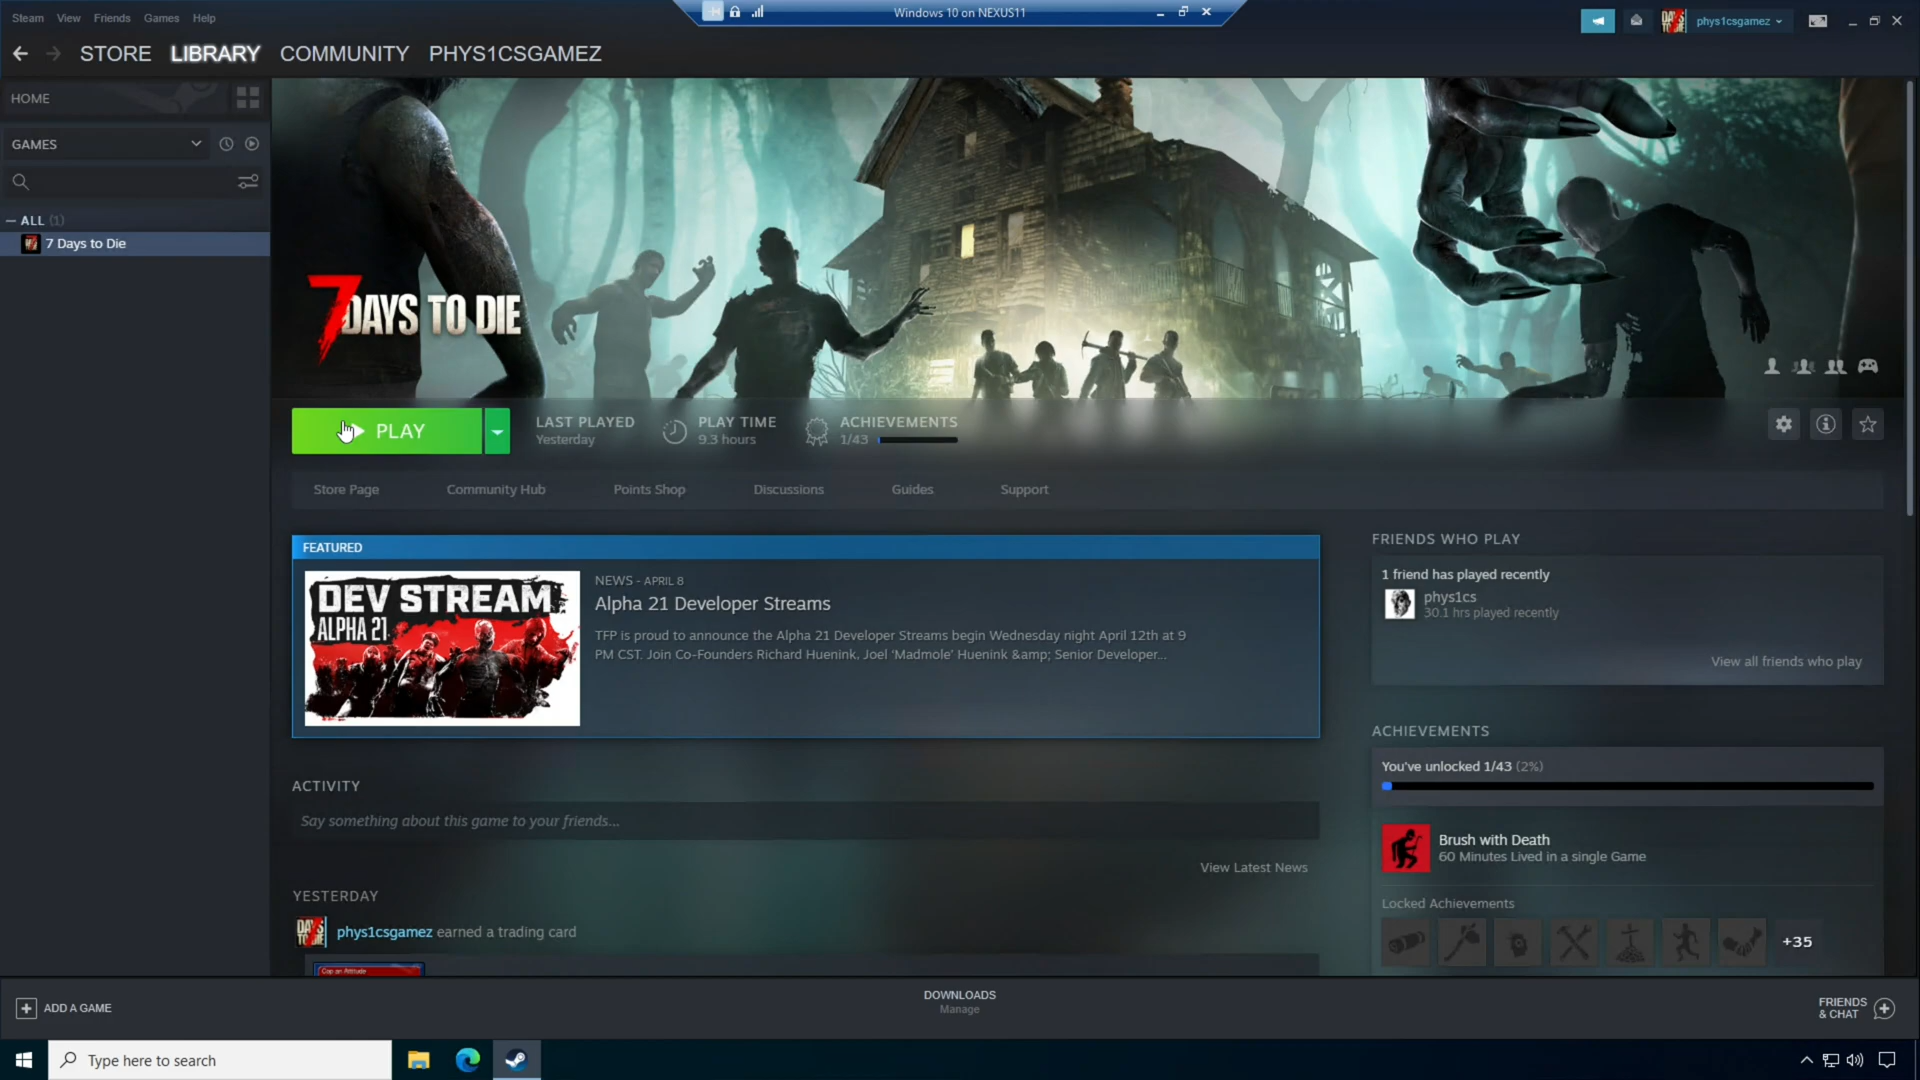 Steam View Friends Games Help
Windows 10 on NEXUS11
phys1csgamez
STORE LIBRARY COMMUNITY PHYS1CSGAMEZ
HOME
GAMES
ALL (1)
7 Days to Die
7 DAYS TO DIE
PLAY
LAST PLAYED
Yesterday
PLAY TIME
9.3 hours
ACHIEVEMENTS
1/43
Store Page Community Hub Points Shop Discussions Guides Support
FEATURED
DEV STREAM
ALPHA 21
NEWS - APRIL 8
Alpha 21 Developer Streams
TFP is proud to announce the Alpha 21 Developer Streams begin Wednesday night April 12th at 9
PM CST. Join Co-Founders Richard Huenink, Joel ‘Madmole’ Huenink &amp; Senior Developer...
FRIENDS WHO PLAY
1 friend has played recently
phys1cs
30.1 hrs played recently
View all friends who play
ACHIEVEMENTS
You've unlocked 1/43 (2%)
Brush with Death
60 Minutes Lived in a single Game
Locked Achievements
+35
ACTIVITY
Say something about this game to your friends...
View Latest News
YESTERDAY
DAYS TO DIE
phys1csgamez earned a trading card
Cop an Attitude
ADD A GAME
DOWNLOADS
Manage
FRIENDS
& CHAT
Type here to search